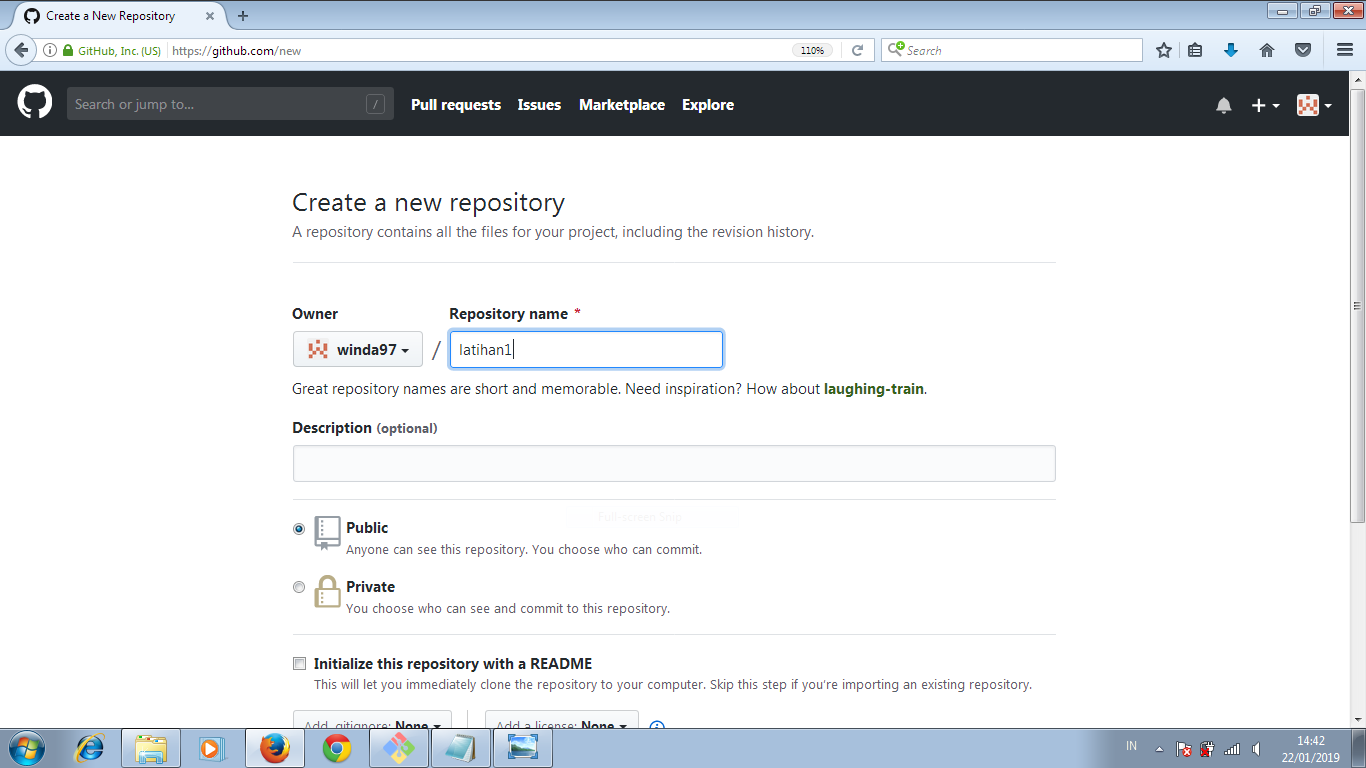 Create a New Repository
GitHub, Inc. (US)
https://github.com/new
110%
Search
Search or jump to...
/
Pull requests
Issues
Marketplace
Explore
Create a new repository
A repository contains all the files for your project, including the revision history.
Owner
Repository name *
winda97
/
latihan1
Great repository names are short and memorable. Need inspiration? How about laughing-train.
Description (optional)
Full-screen Snip
Public
Anyone can see this repository. You choose who can commit.
Private
You choose who can see and commit to this repository.
Initialize this repository with a README
This will let you immediately clone the repository to your computer. Skip this step if you're importing an existing repository.
Add .gitignore: None
Add a license: None
IN
14:42
22/01/2019